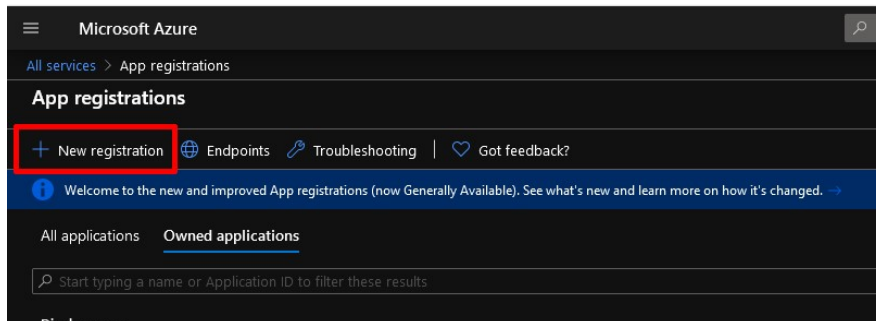 Microsoft Azure
All services > App registrations
App registrations
New registration Endpoints Troubleshooting Got feedback?
Welcome to the new and improved App registrations (now Generally Available). See what's new and learn more on how it's changed. →
All applications Owned applications
Start typing a name or Application ID to filter these results